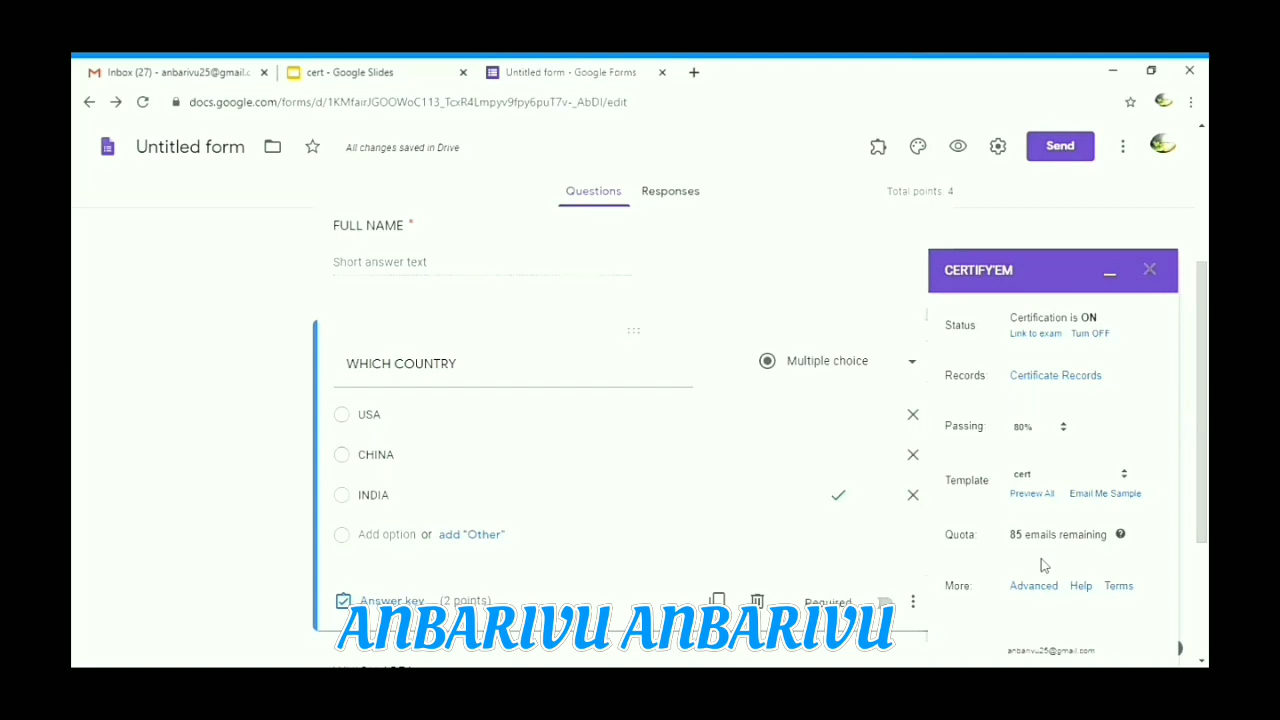 Inbox (27) - anbarivu25@gmail.c
cert - Google Slides
Untitled form - Google Forms
docs.google.com/forms/d/1KMfairJGOOWoC113_TcxR4Lmpyv9fpy6puT7v-_AbDI/edit
Untitled form
All changes saved in Drive
Send
Questions
Responses
Total points: 4
FULL NAME *
Short answer text
WHICH COUNTRY
Multiple choice
USA
CHINA
INDIA
Add option or add "Other"
Answer key (2 points)
Required
CERTIFY'EM
Status
Certification is ON
Link to exam Turn OFF
Records: Certificate Records
Passing: 80%
Template cert
Preview All Email Me Sample
Quota: 85 emails remaining
More: Advanced Help Terms
anbarivu25@gmail.com
ANBARIVU ANBARIVU